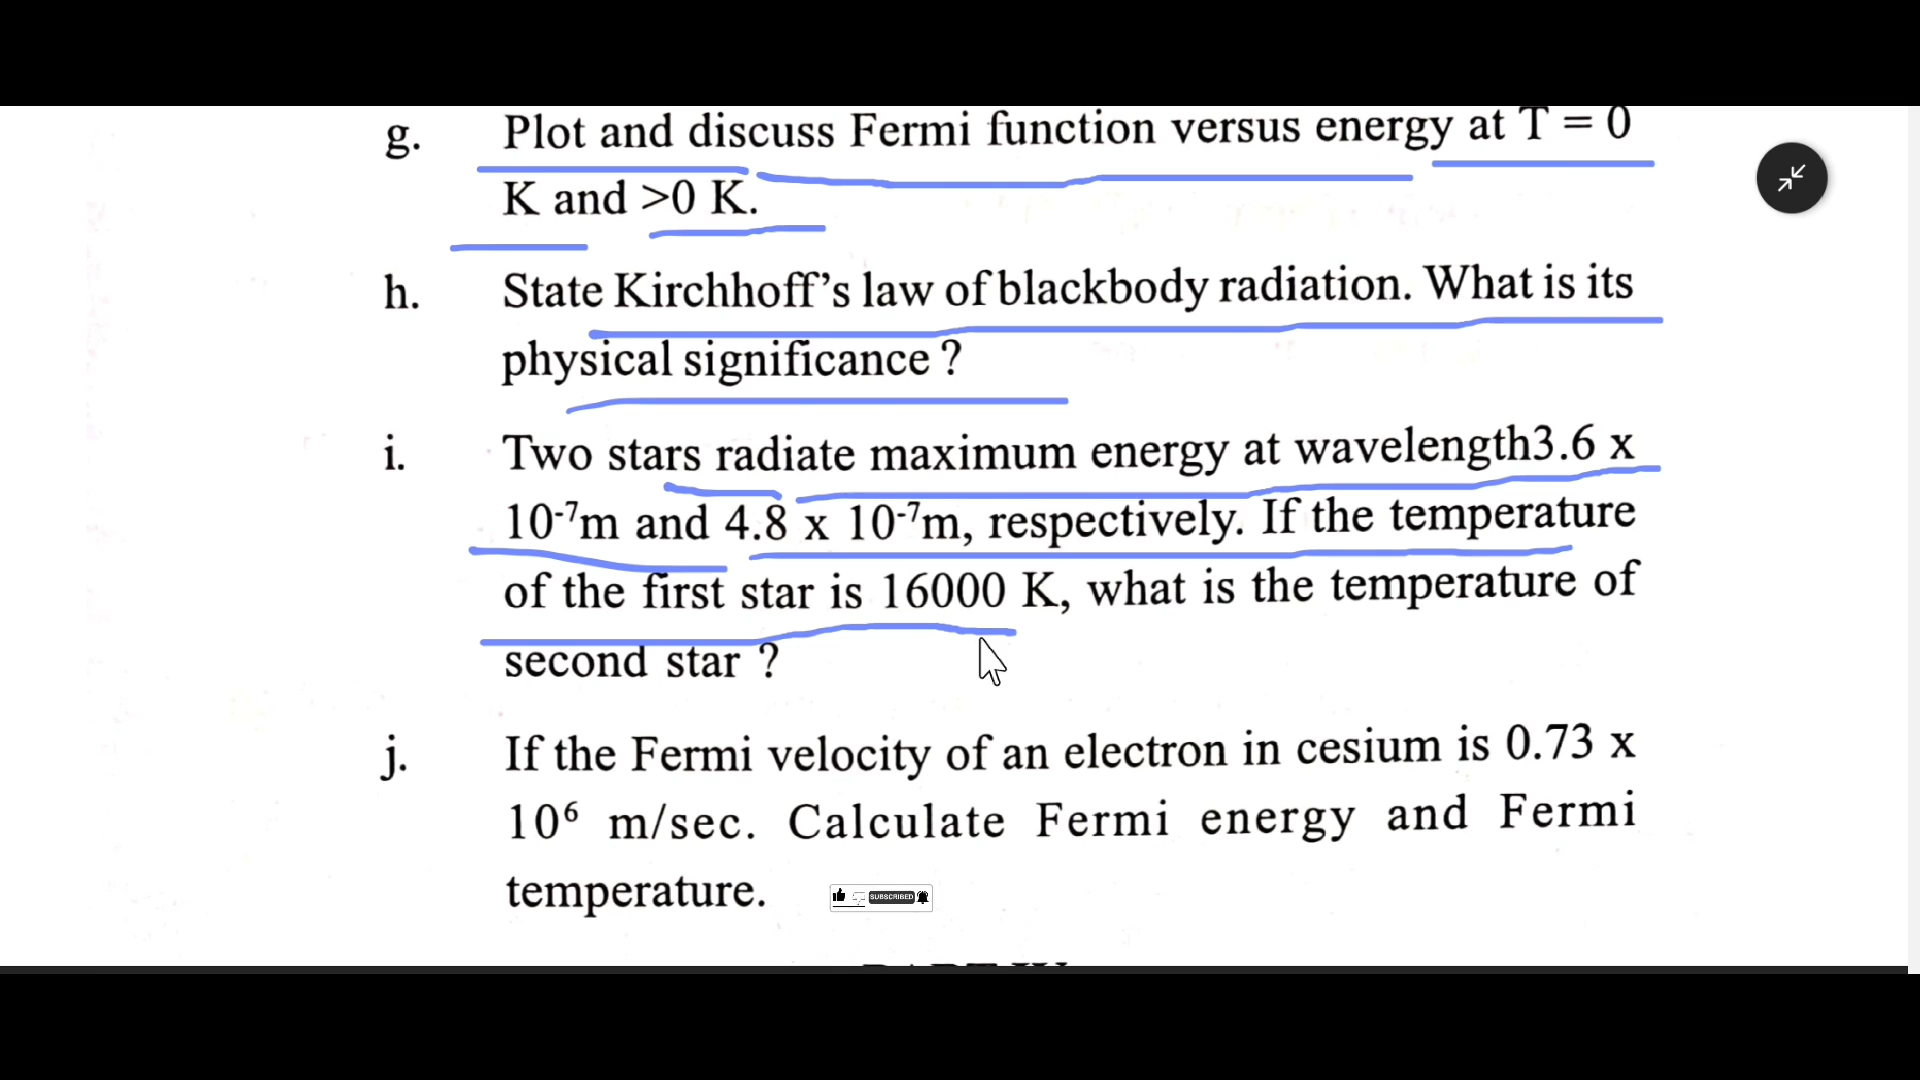 g. Plot and discuss Fermi function versus energy at T = 0
K and >0 K.
h. State Kirchhoff's law of blackbody radiation. What is its
physical significance ?
i. Two stars radiate maximum energy at wavelength3.6 x
10⁻⁷m and 4.8 x 10⁻⁷m, respectively. If the temperature
of the first star is 16000 K, what is the temperature of
second star ?
j. If the Fermi velocity of an electron in cesium is 0.73 x
10⁶ m/sec. Calculate Fermi energy and Fermi
temperature.
SUBSCRIBED